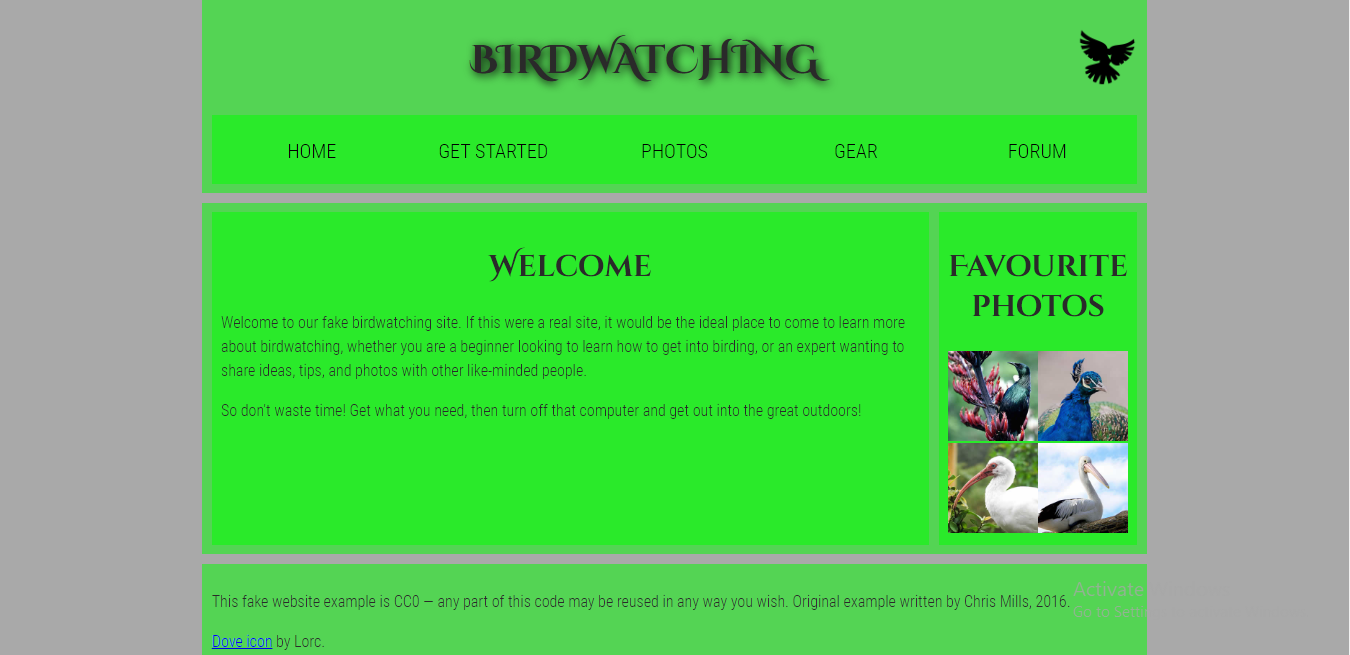 BIRDWATCHING
HOME GET STARTED PHOTOS GEAR FORUM
Welcome
Welcome to our fake birdwatching site. If this were a real site, it would be the ideal place to come to learn more
about birdwatching, whether you are a beginner looking to learn how to get into birding, or an expert wanting to
share ideas, tips, and photos with other like-minded people.
So don't waste time! Get what you need, then turn off that computer and get out into the great outdoors!
Favourite
photos
This fake website example is CC0 — any part of this code may be reused in any way you wish. Original example written by Chris Mills, 2016.
Dove icon by Lorc.
Activate
Go to